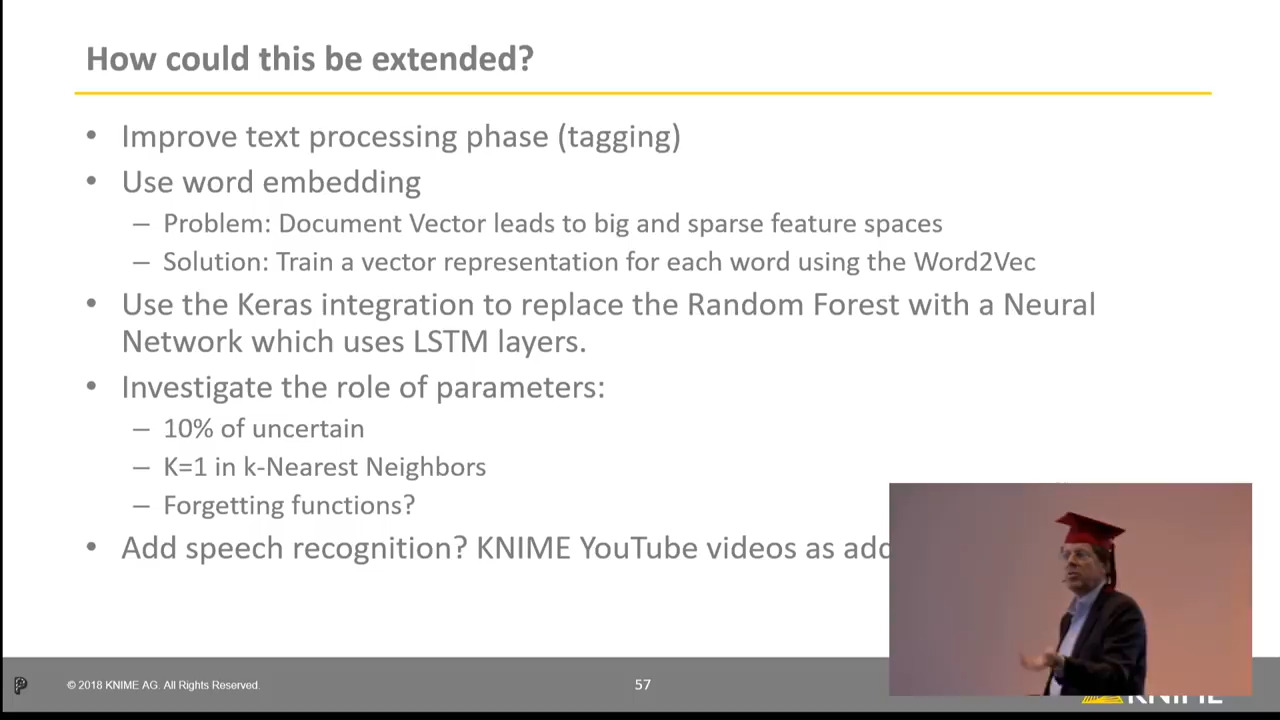 How could this be extended?
• Improve text processing phase (tagging)
• Use word embedding
– Problem: Document Vector leads to big and sparse feature spaces
– Solution: Train a vector representation for each word using the Word2Vec
• Use the Keras integration to replace the Random Forest with a Neural
Network which uses LSTM layers.
• Investigate the role of parameters:
– 10% of uncertain
– K=1 in k-Nearest Neighbors
– Forgetting functions?
• Add speech recognition? KNIME YouTube videos as add
© 2018 KNIME AG. All Rights Reserved.
57
KNIME